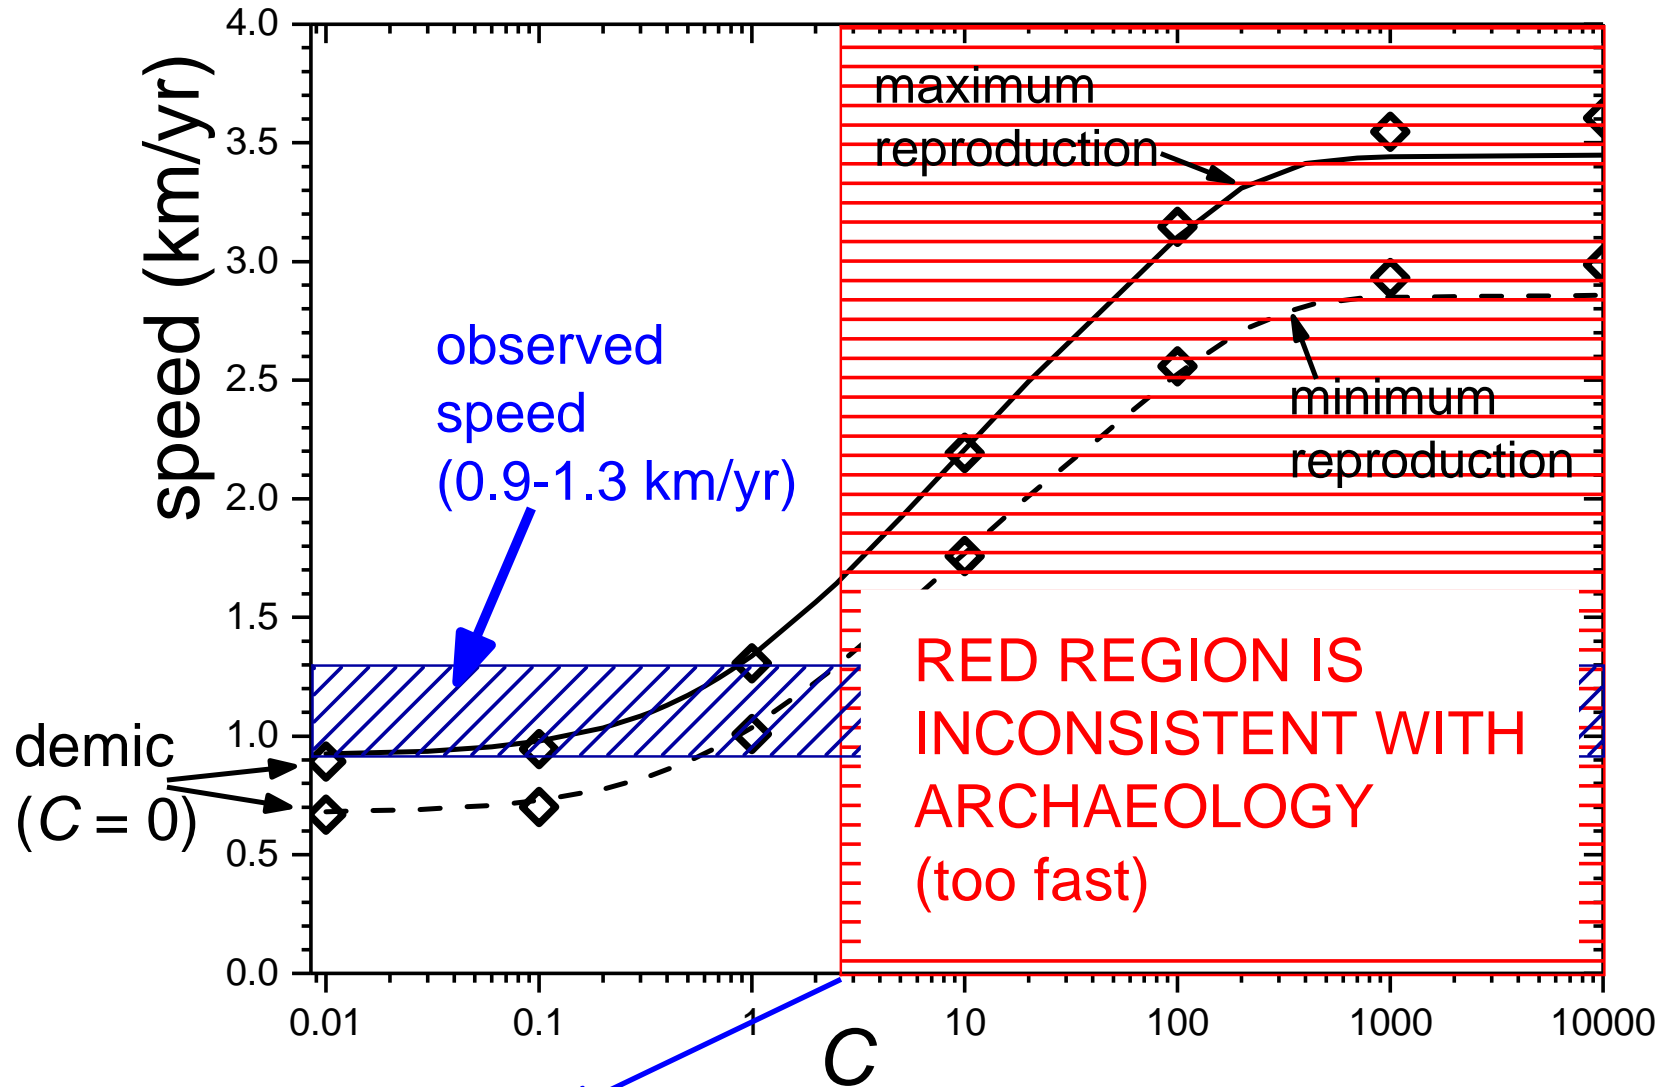 4.0
3.5
3.0
2.5
2.0
1.5
1.0
0.5
0.0
speed (km/yr)
maximum
reproduction
observed
speed
(0.9-1.3 km/yr)
minimum
reproduction
demic
(C = 0)
RED REGION IS
INCONSISTENT WITH
ARCHAEOLOGY
(too fast)
0.01 0.1 1 10 100 1000 10000
C